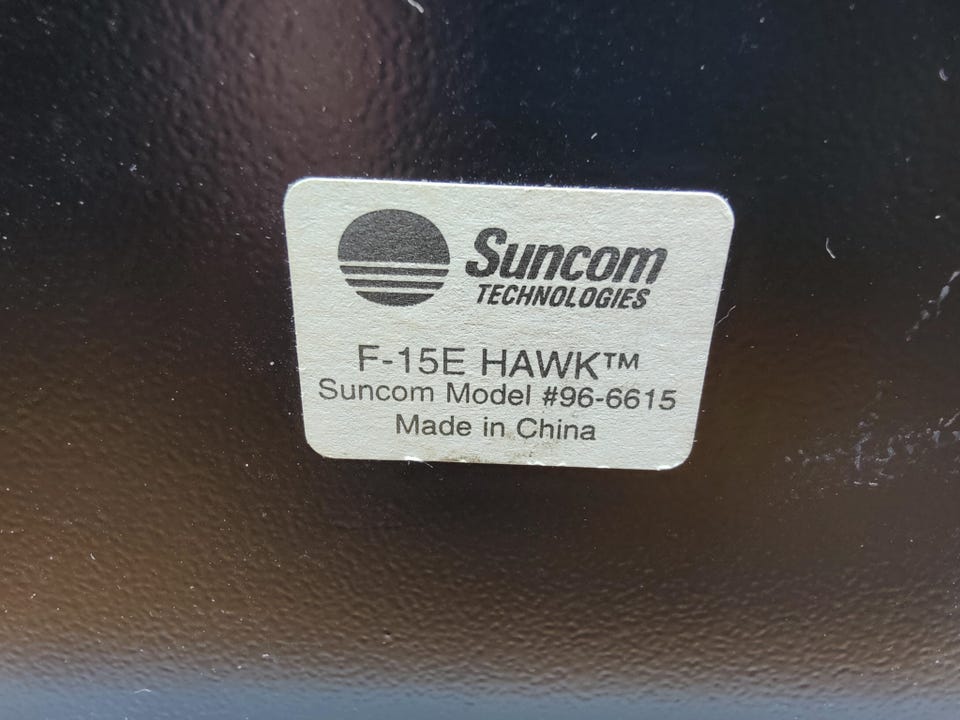 Suncom
TECHNOLOGIES
F-15E HAWK™
Suncom Model #96-6615
Made in China